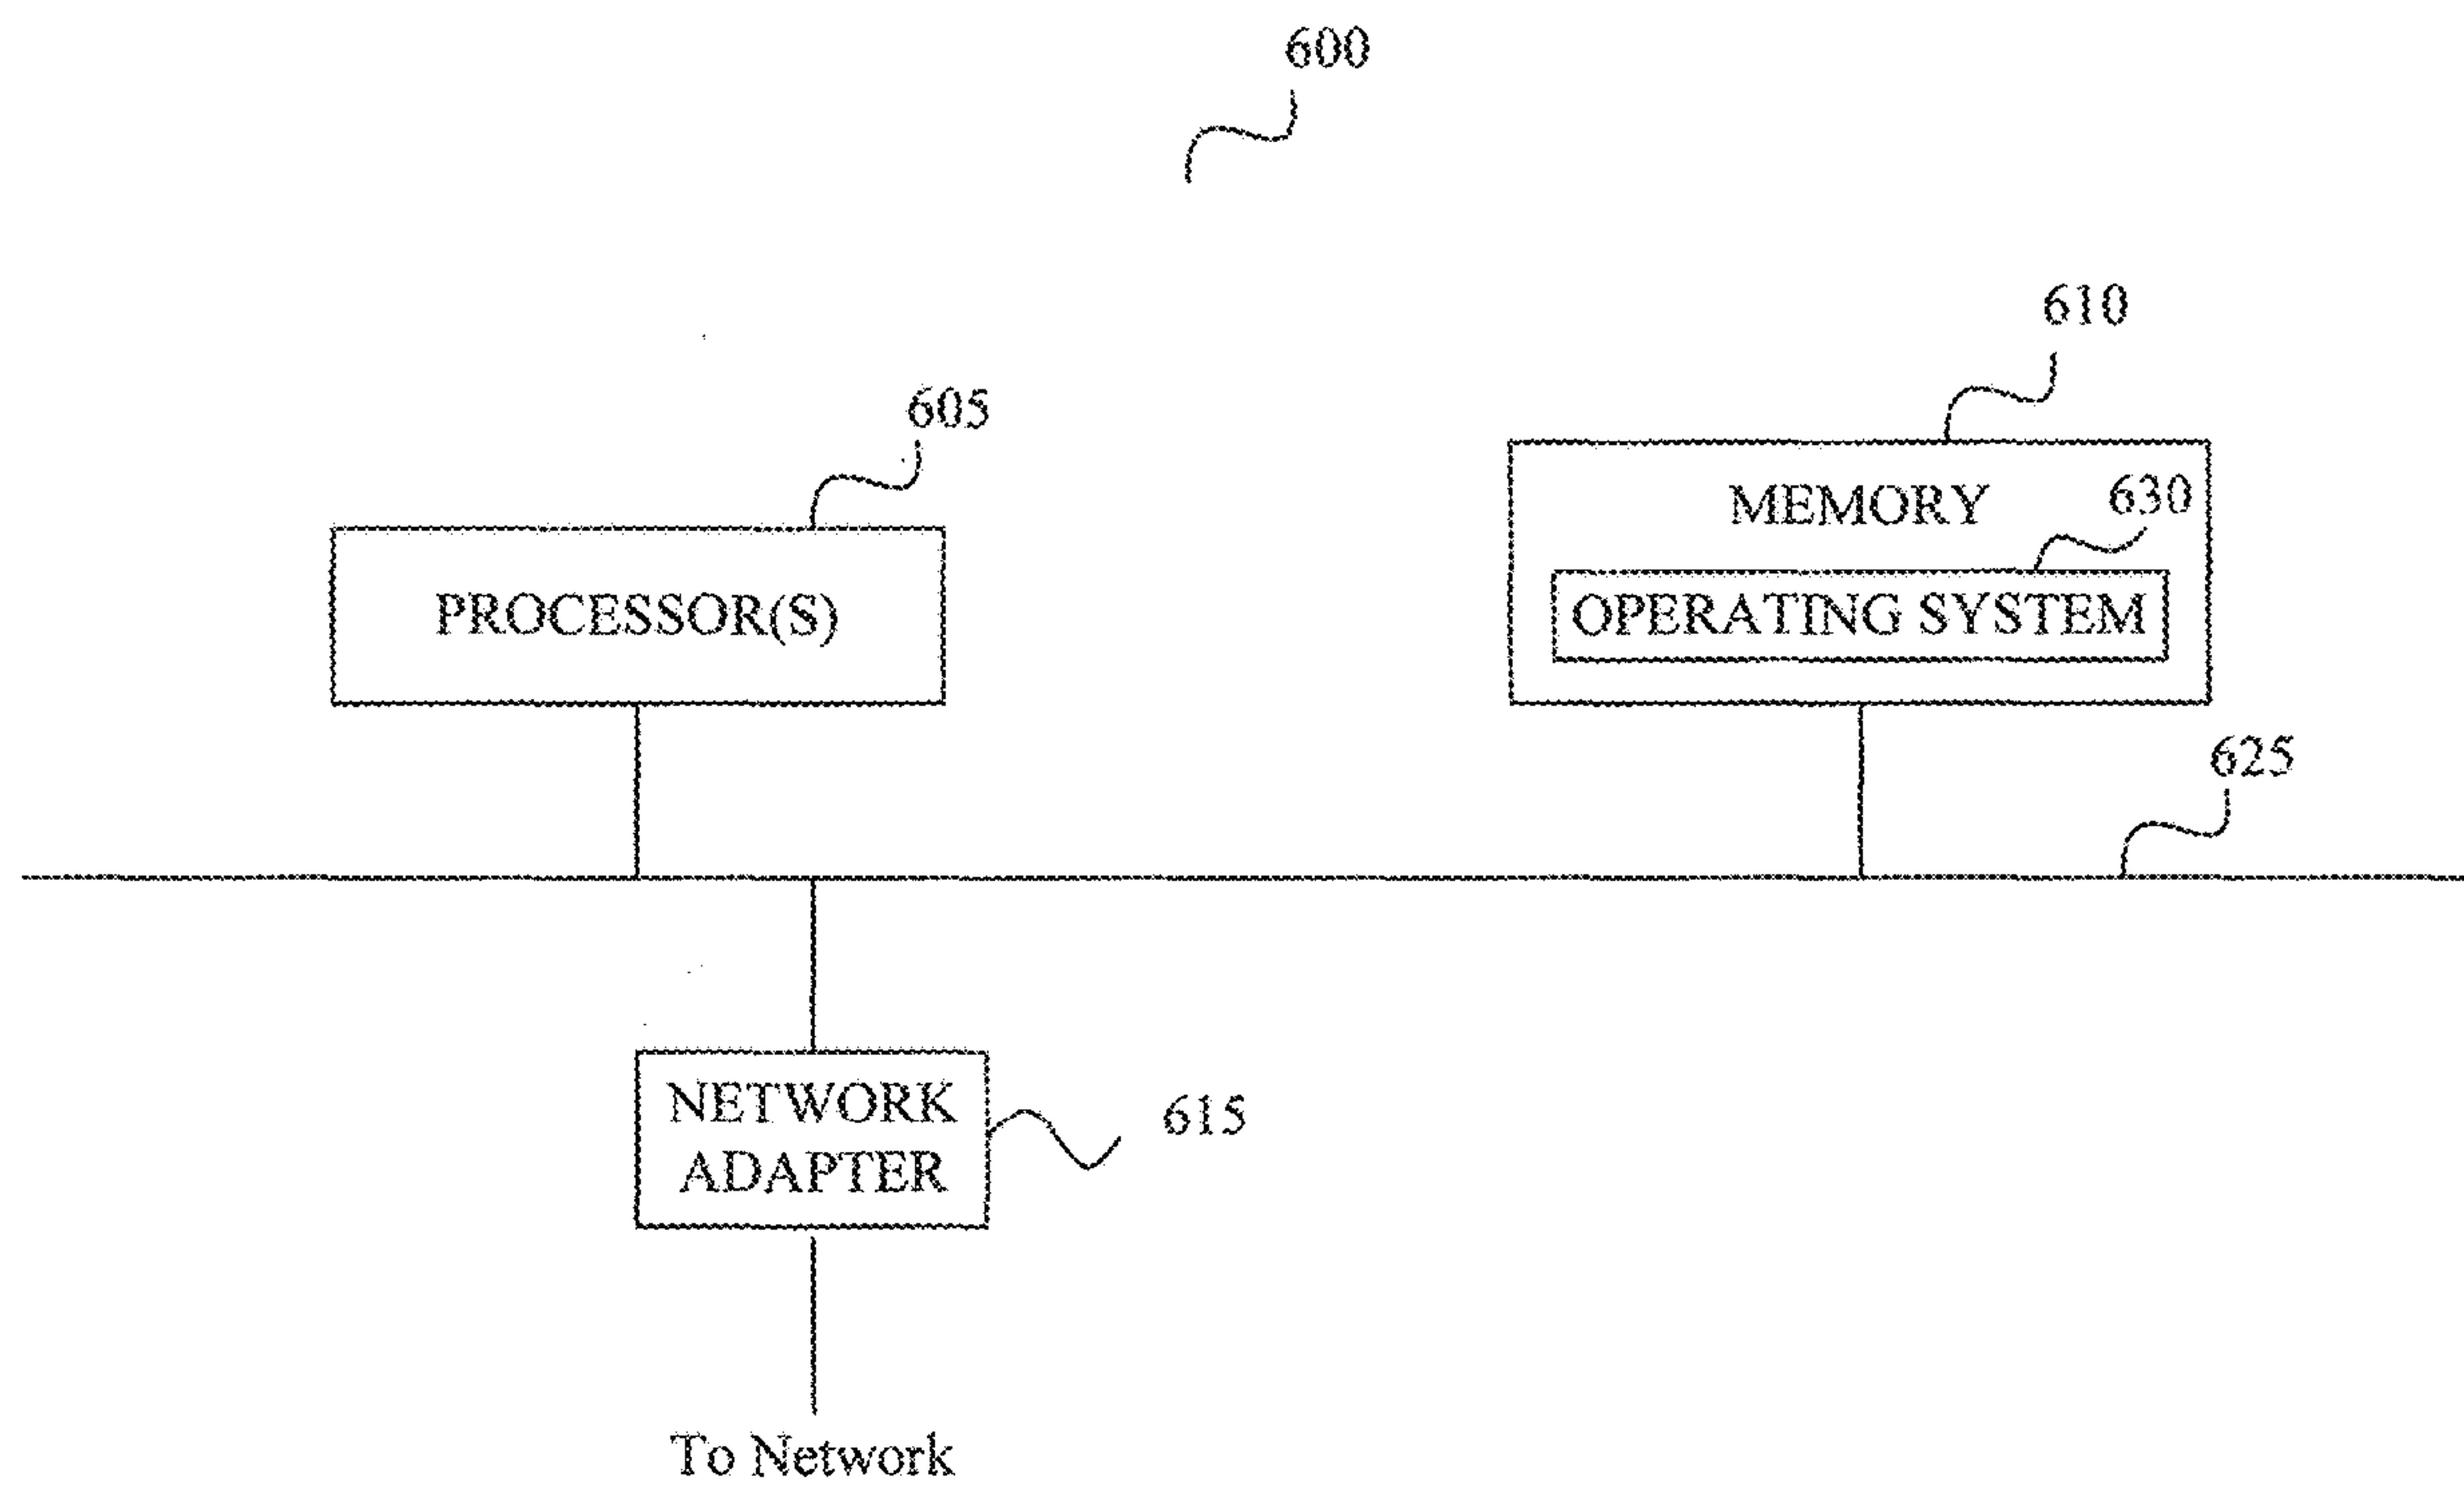 600
610
605
MEMORY
630
PROCESSOR(S)
OPERATING SYSTEM
625
NETWORK
ADAPTER
615
To Network